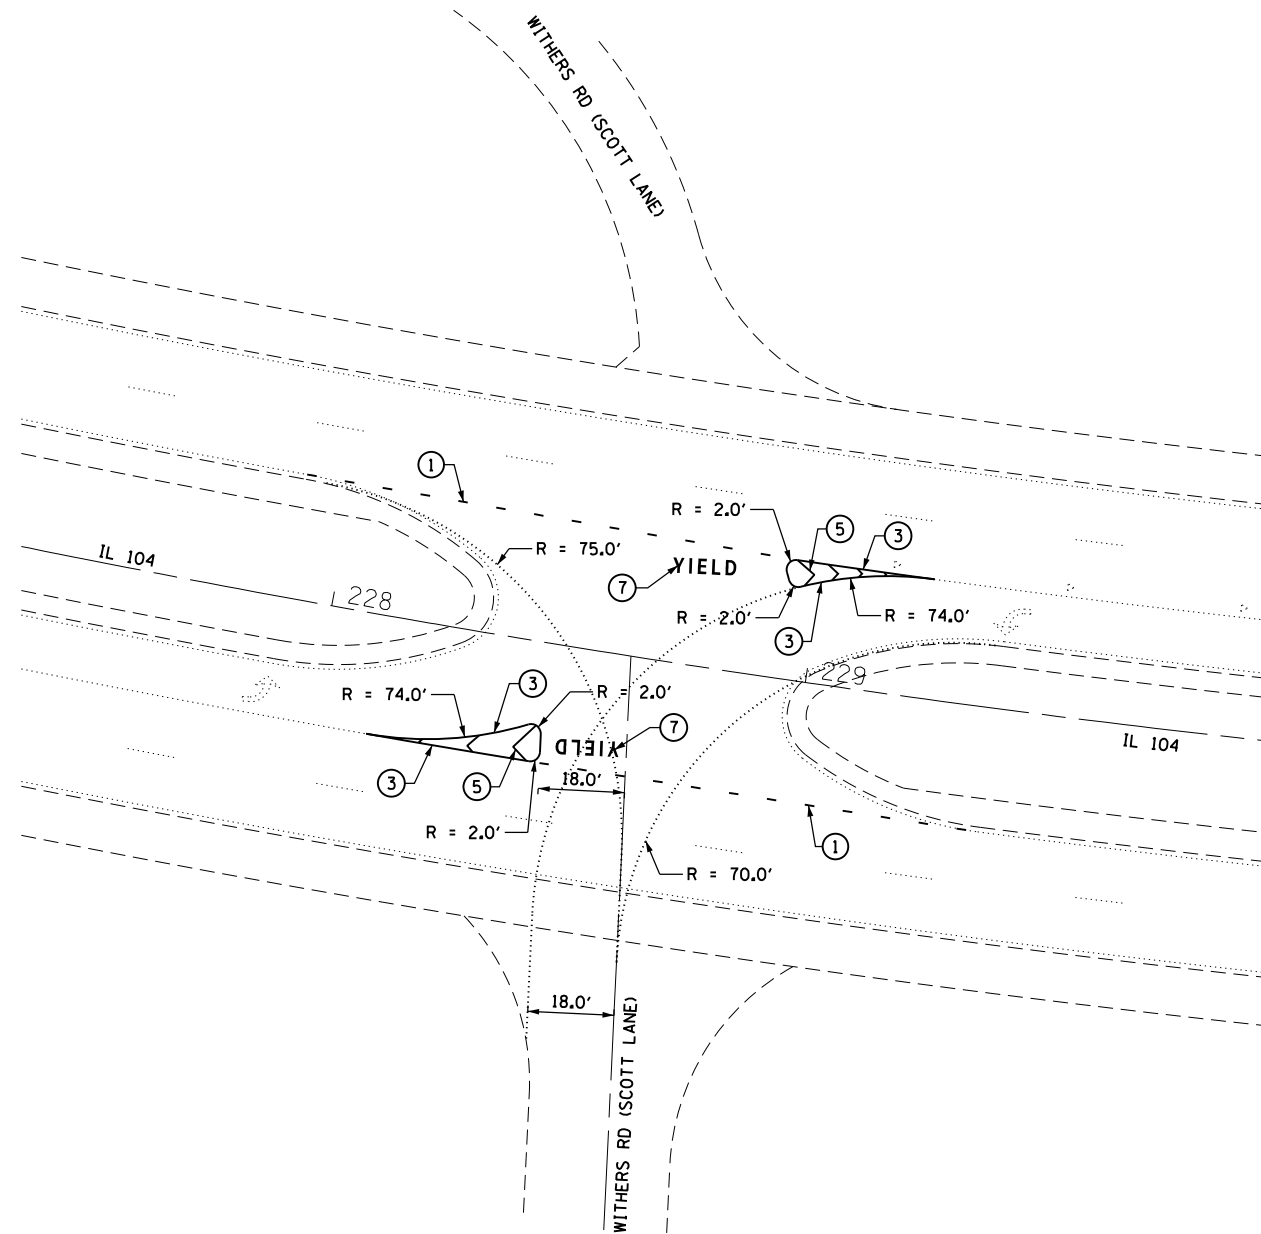 WITHERS RD (SCOTT LANE)
1
R = 2.0'
5
3
IL 104
R = 75.0'
YIELD
7
228
R = 2.0'
R = 74.0'
3
229
R = 74.0'
3
R = 2.0'
YIELD
7
IL 104
3
5
18.0'
R = 2.0'
1
R = 70.0'
18.0'
WITHERS RD (SCOTT LANE)